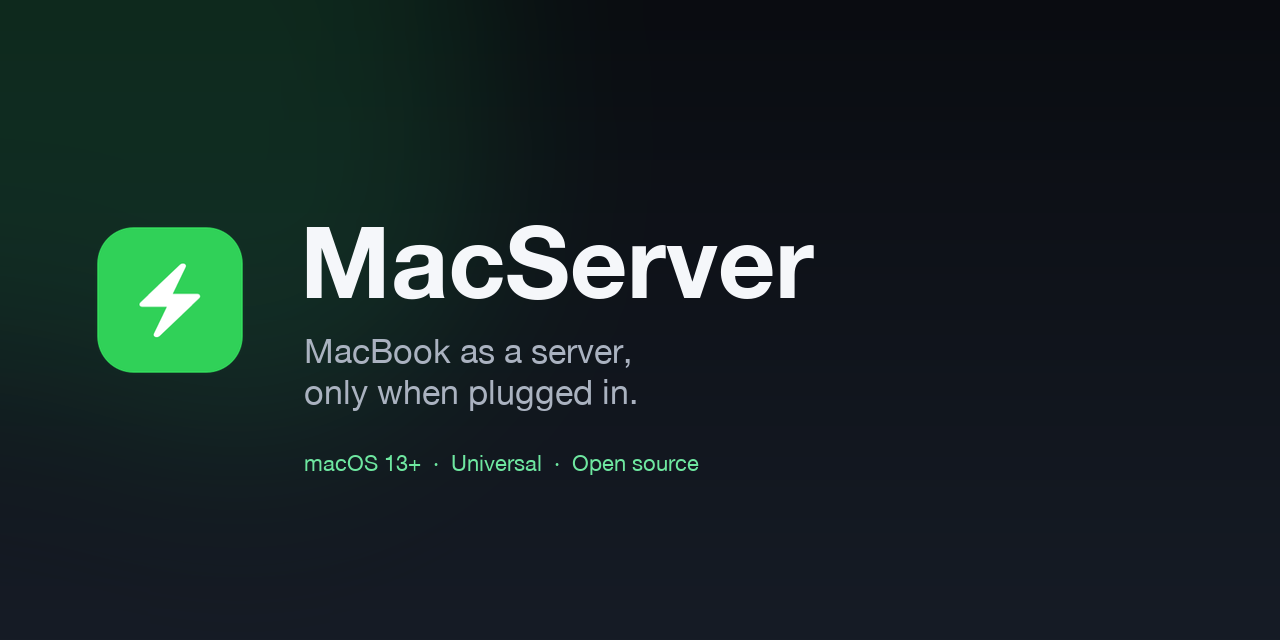 MacServer
MacBook as a server,
only when plugged in.
macOS 13+ · Universal · Open source